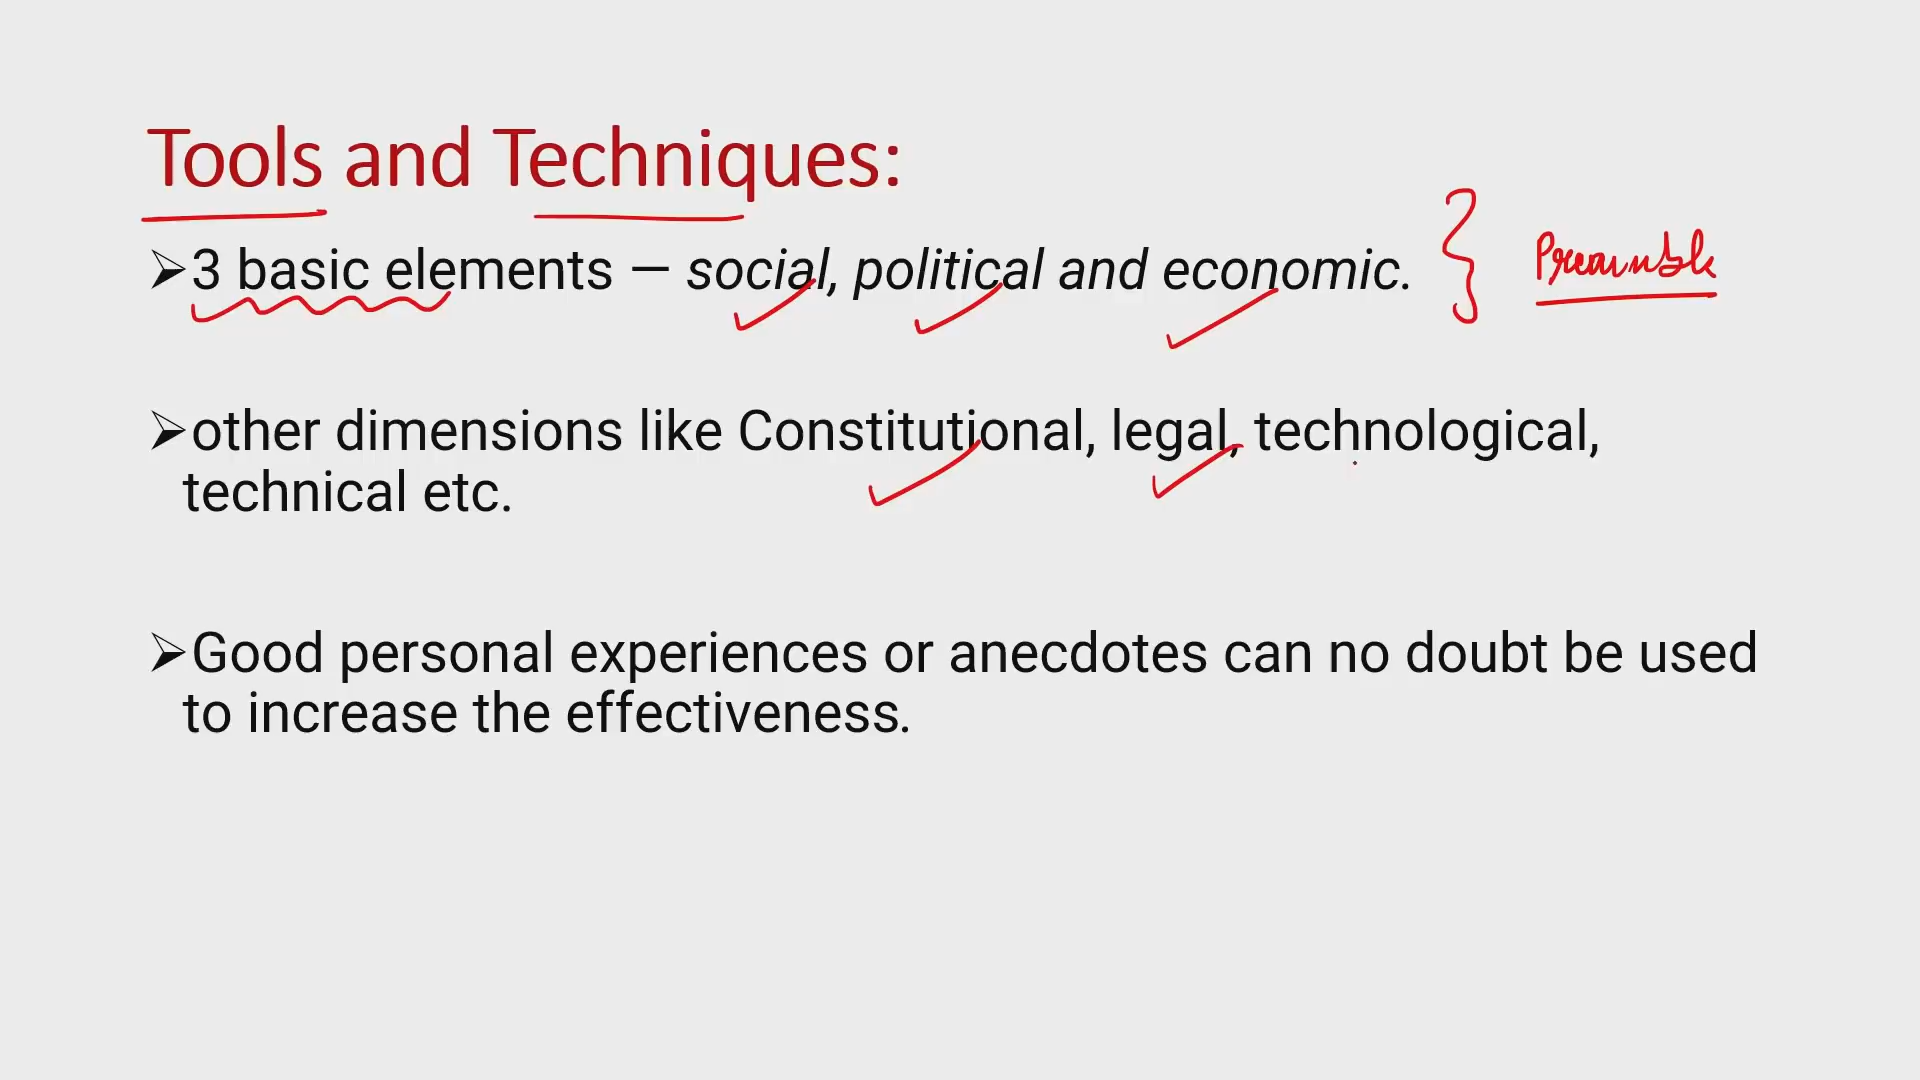 Tools and Techniques:
➢3 basic elements – social, political and economic.
Preamble
➢other dimensions like Constitutional, legal, technological,
technical etc.
➢Good personal experiences or anecdotes can no doubt be used
to increase the effectiveness.